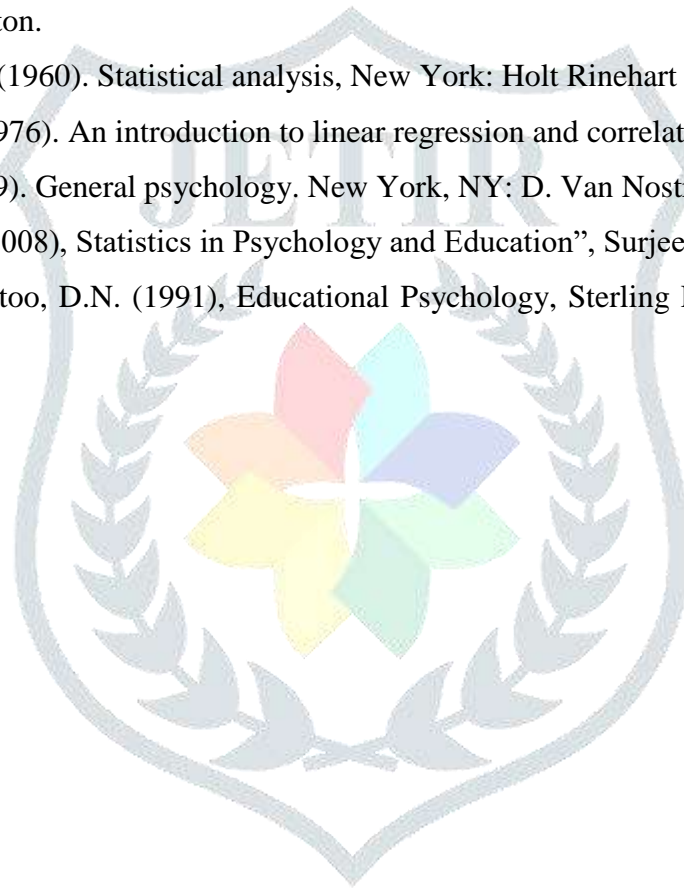 ton.
(1960). Statistical analysis, New York: Holt Rinehart
976). An introduction to linear regression and correlat
9). General psychology. New York, NY: D. Van Nost
008), Statistics in Psychology and Education”, Surjee
too, D.N. (1991), Educational Psychology, Sterling
JETIR